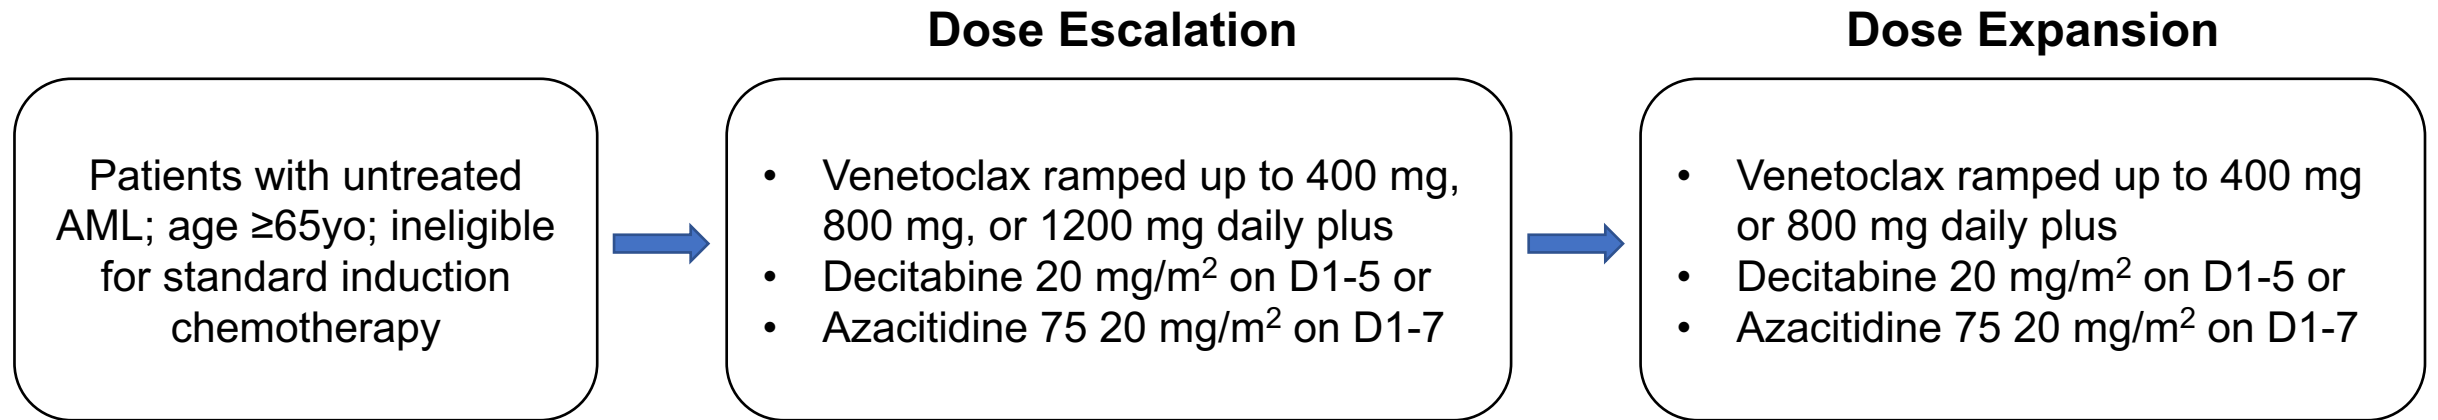 Dose Escalation
Dose Expansion
Patients with untreated
AML; age ≥65yo; ineligible
for standard induction
chemotherapy
• Venetoclax ramped up to 400 mg,
800 mg, or 1200 mg daily plus
• Decitabine 20 mg/m² on D1-5 or
• Azacitidine 75 20 mg/m² on D1-7
• Venetoclax ramped up to 400 mg
or 800 mg daily plus
• Decitabine 20 mg/m² on D1-5 or
• Azacitidine 75 20 mg/m² on D1-7